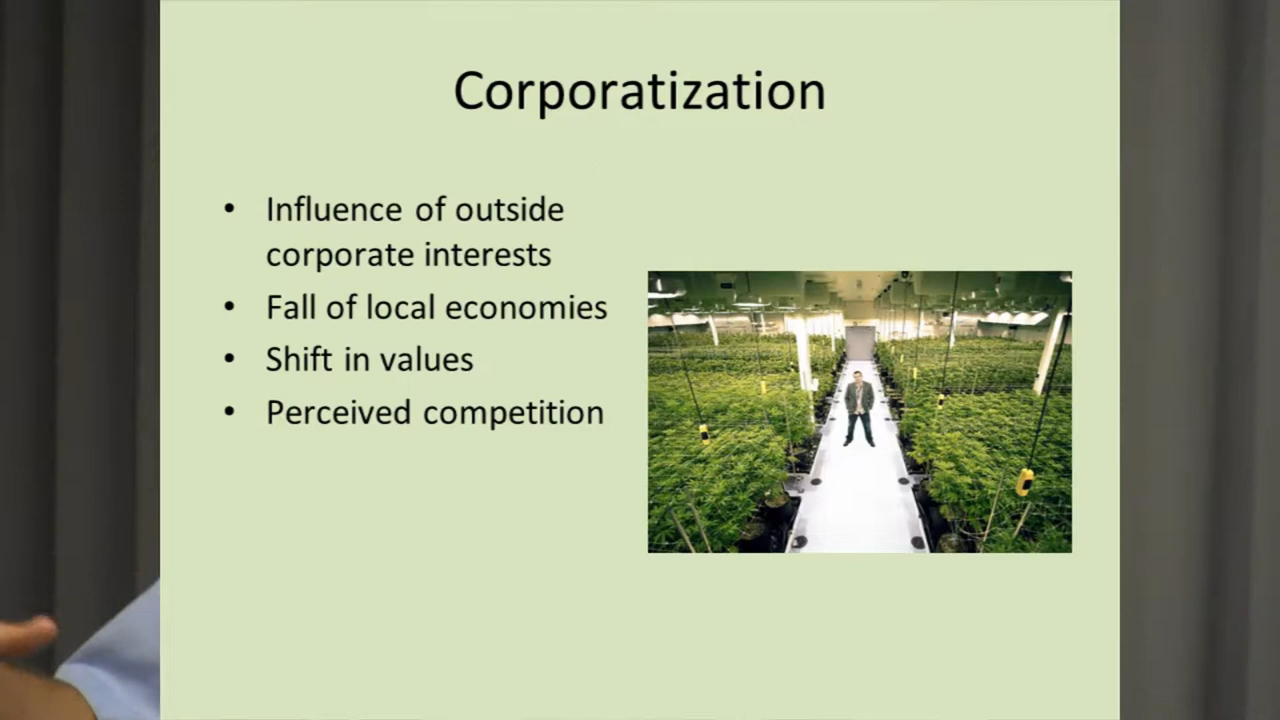 Corporatization
• Influence of outside
corporate interests
• Fall of local economies
• Shift in values
• Perceived competition